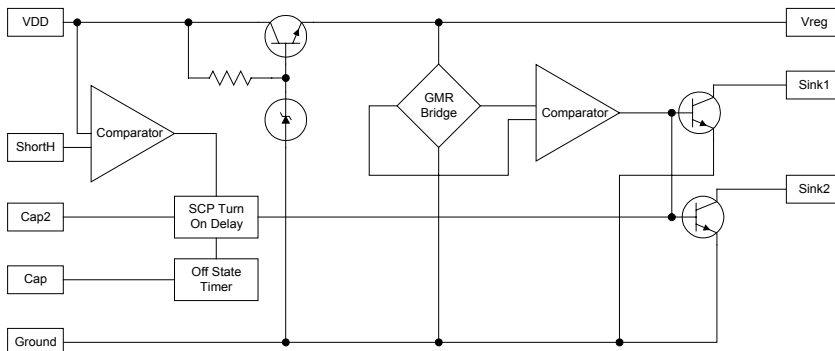 VDD
Vreg
GMR
Bridge
Comparator
Sink1
Comparator
ShortH
Sink2
Cap2
SCP Turn
On Delay
Cap
Off State
Timer
Ground